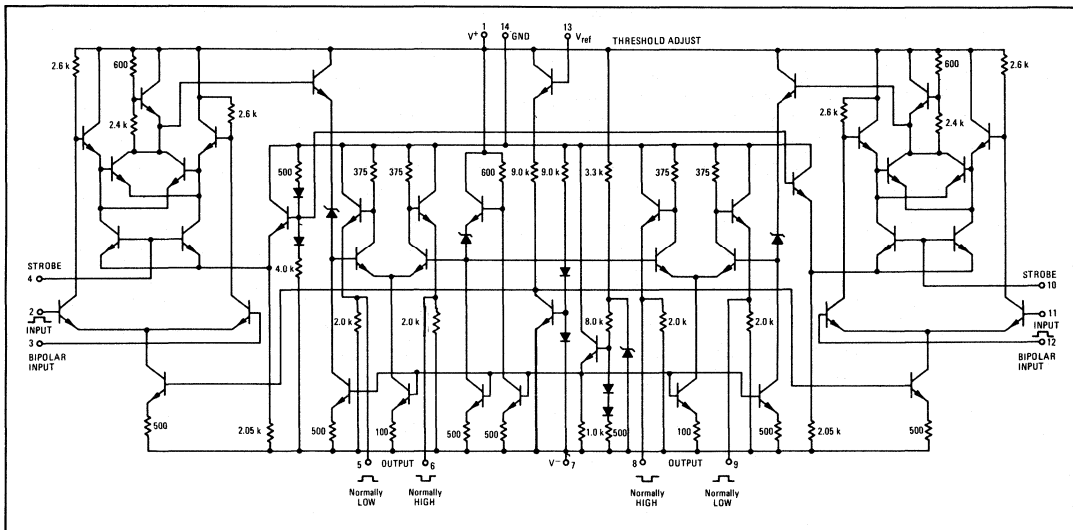 1 14 13
V+ GND Vref THRESHOLD ADJUST
2.6 k 600 600 2.6 k
2.6 k 2.6 k
2.4 k 2.4 k
500 375 375 600 9.0 k 9.0 k 3.3 k 375 375
4.0 k
STROBE
4
STROBE
10
2
INPUT
11
INPUT
3
12
BIPOLAR
INPUT
BIPOLAR
INPUT
2.0 k 2.0 k 8.0 k 2.0 k 2.0 k
500 2.05 k 500 100 500 500 1.0 k 500 100 500 2.05 k 500
5 OUTPUT 6 V− 7 8 OUTPUT 9
Normally
LOW
Normally
HIGH
Normally
HIGH
Normally
LOW